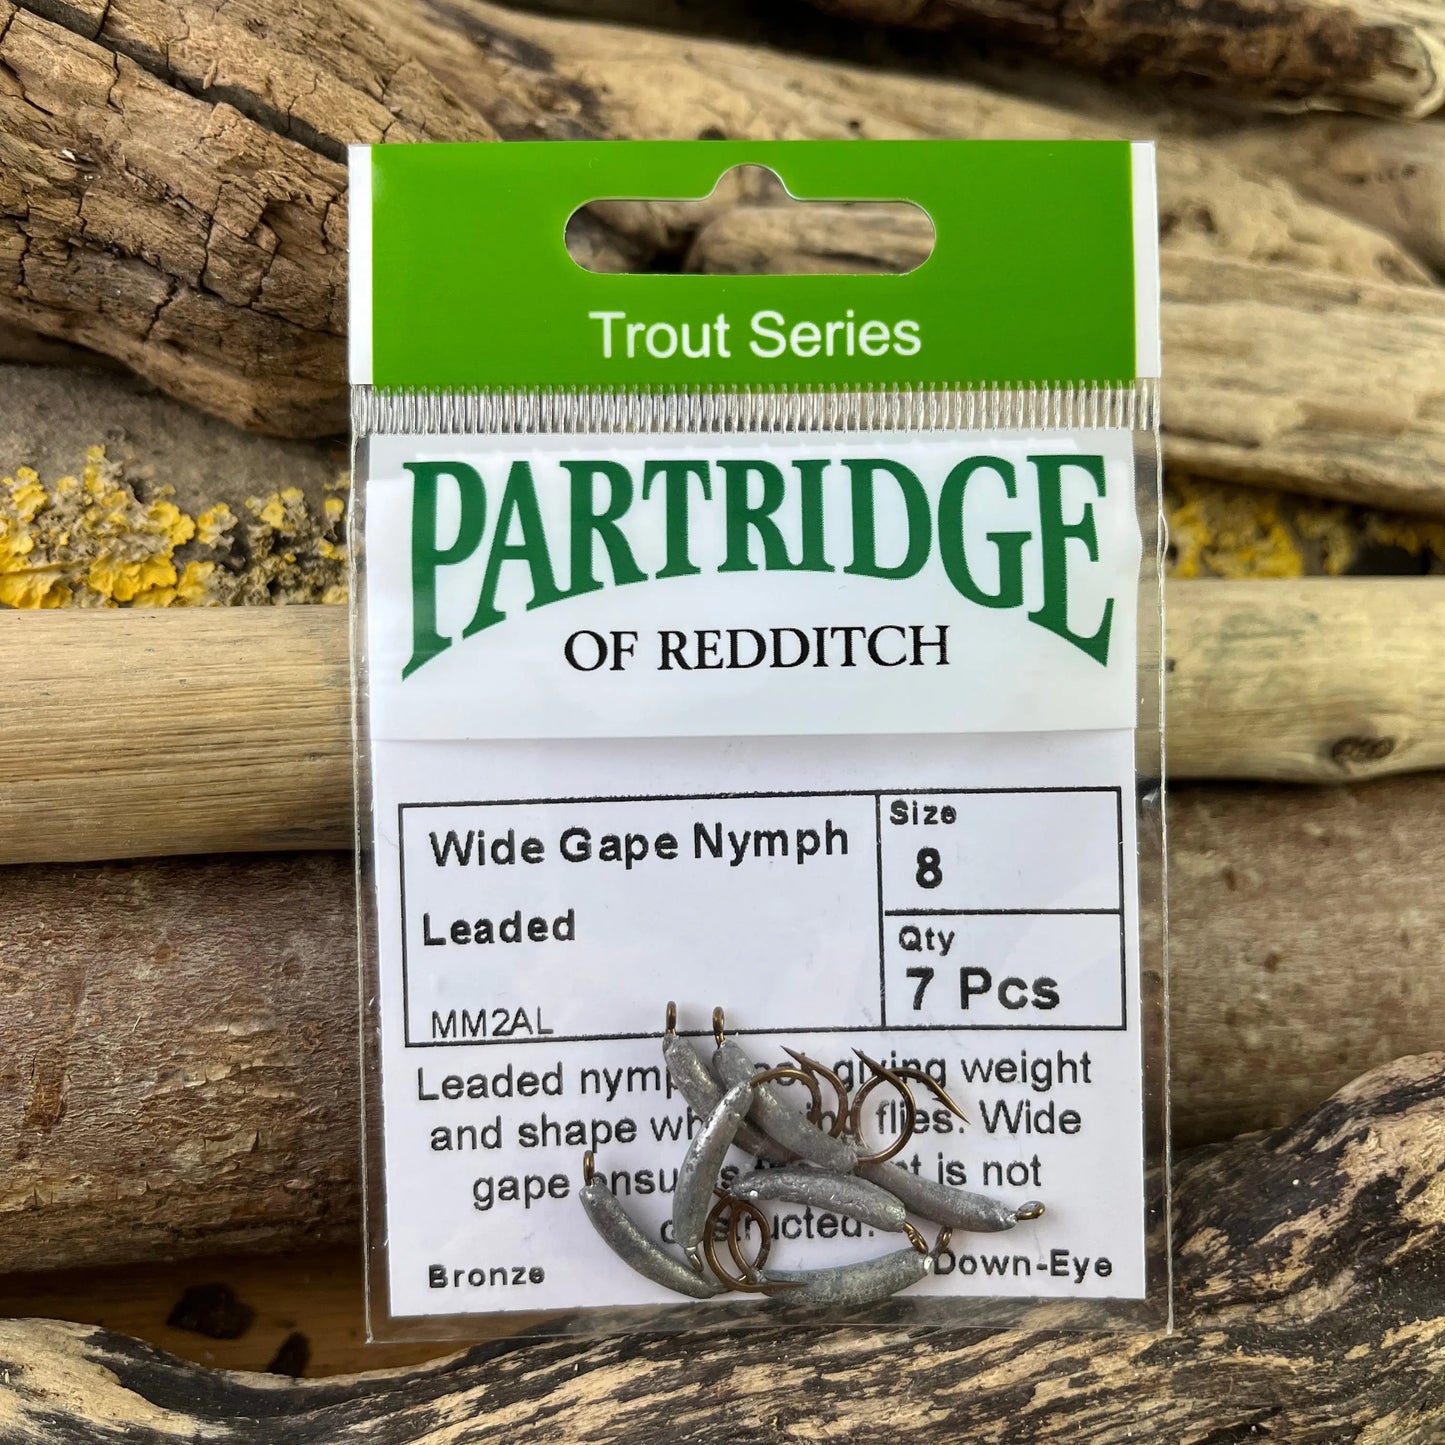 Trout Series
PARTRIDGE
OF REDDITCH
Wide Gape Nymph
Leaded
MM2AL
Size
8
Qty
7 Pcs
Leaded giving weight
and shape flies. Wide
gape is not
Bronze
Down-Eye